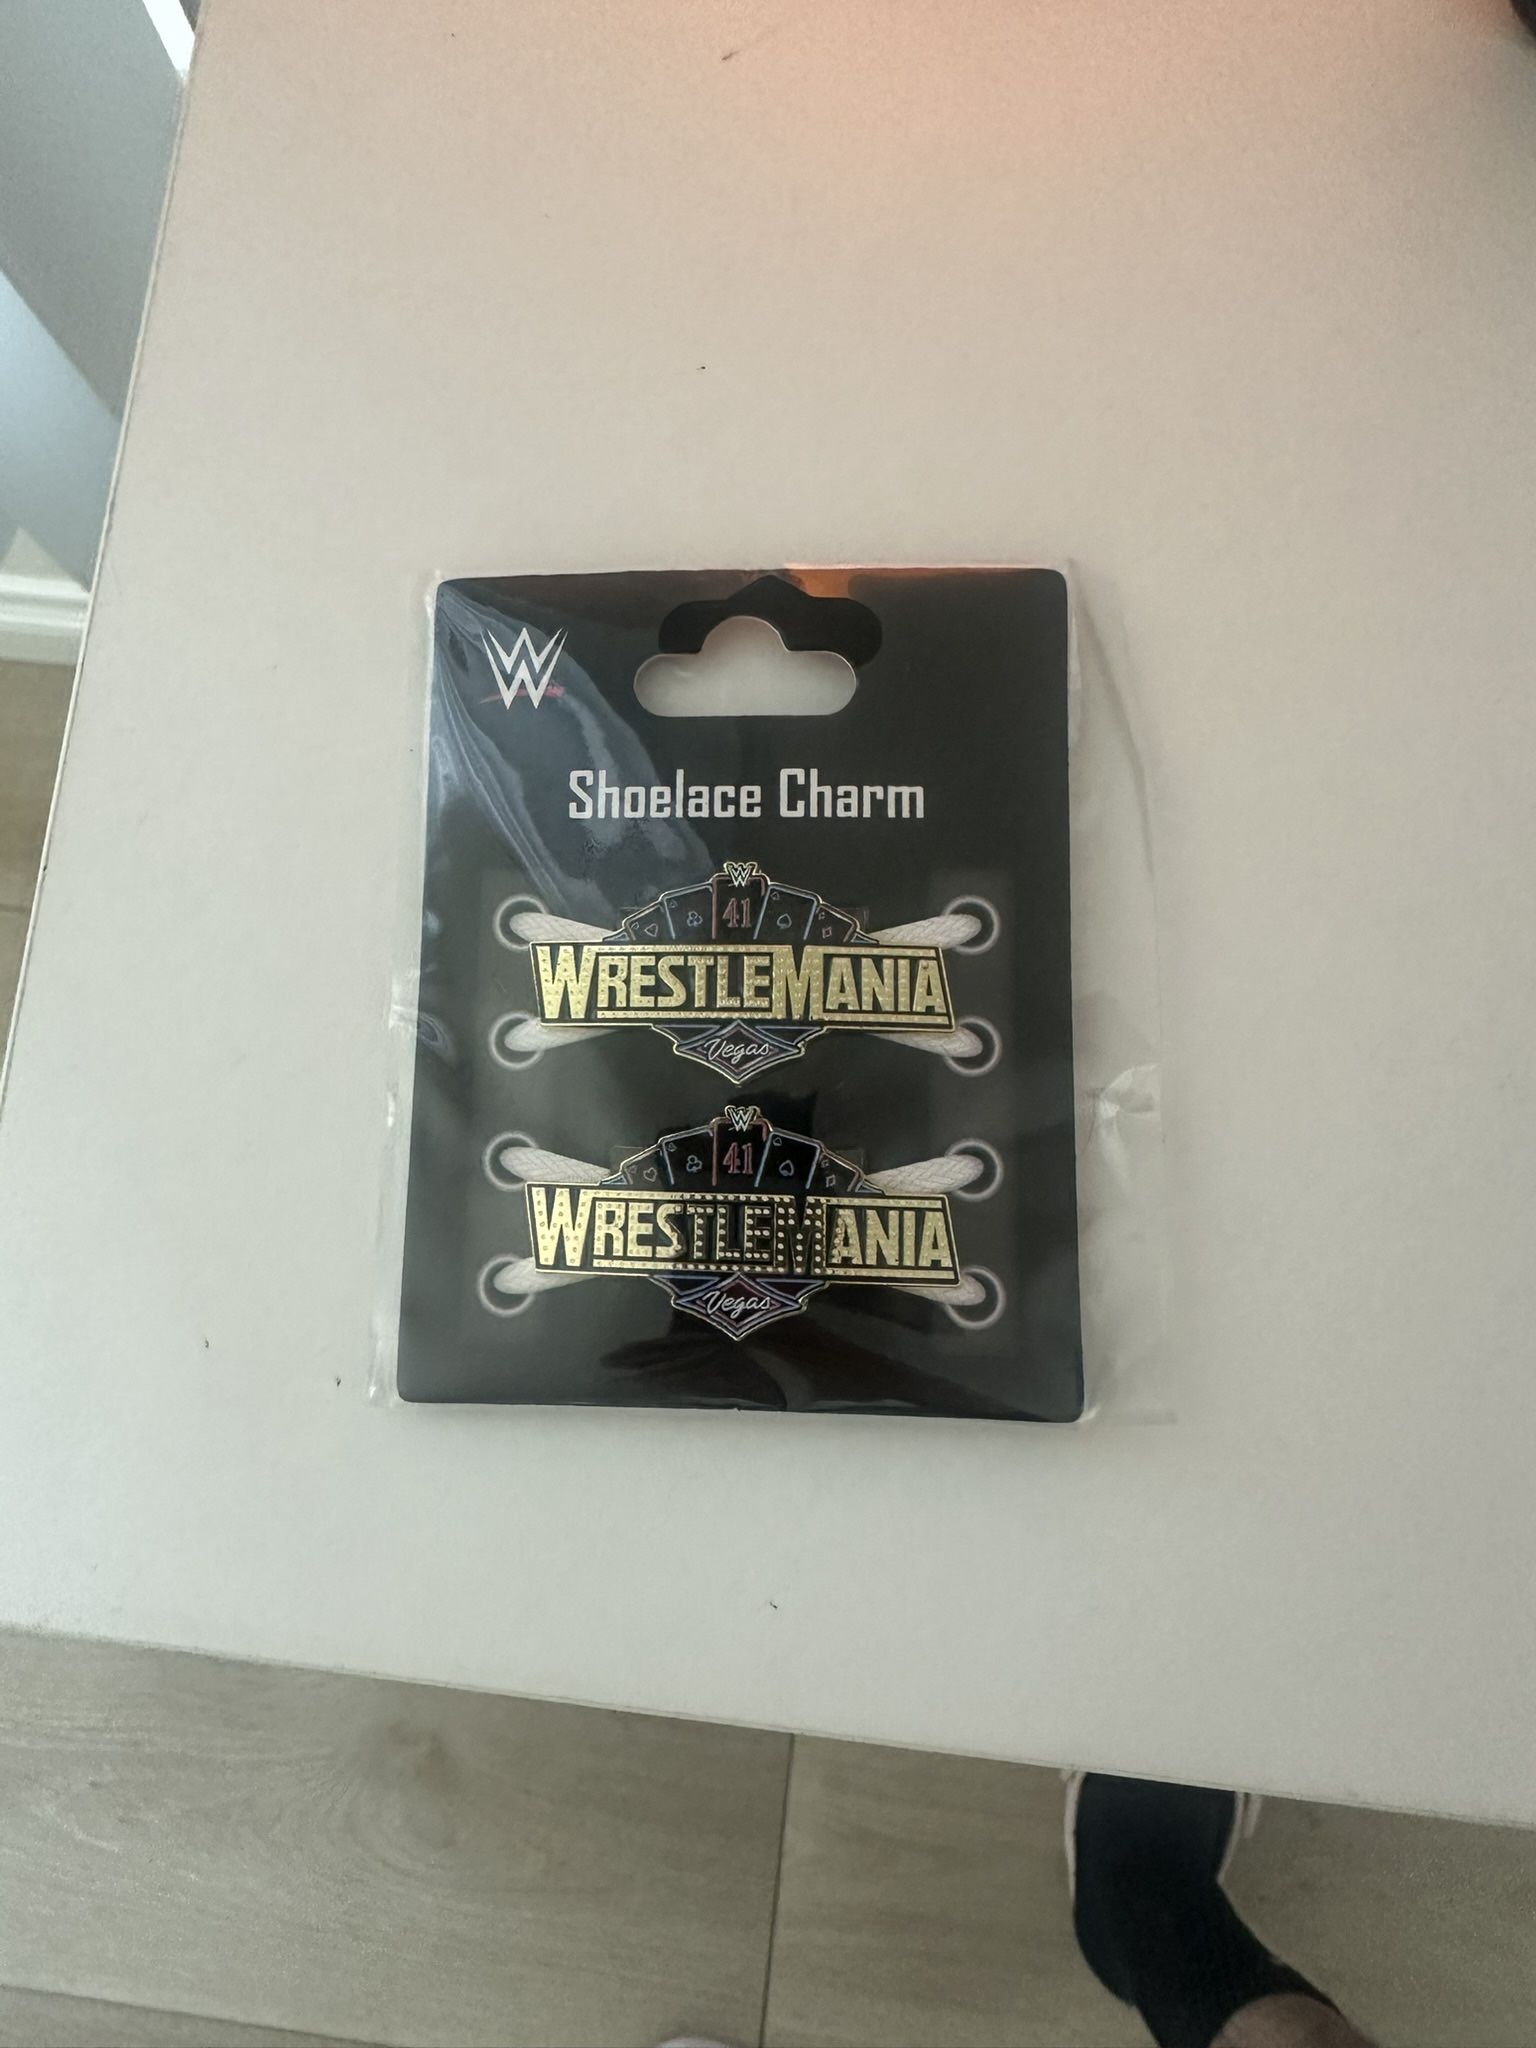 W
Shoelace Charm
W
41
WRESTLEMANIA
Vegas
W
41
WRESTLEMANIA
Vegas